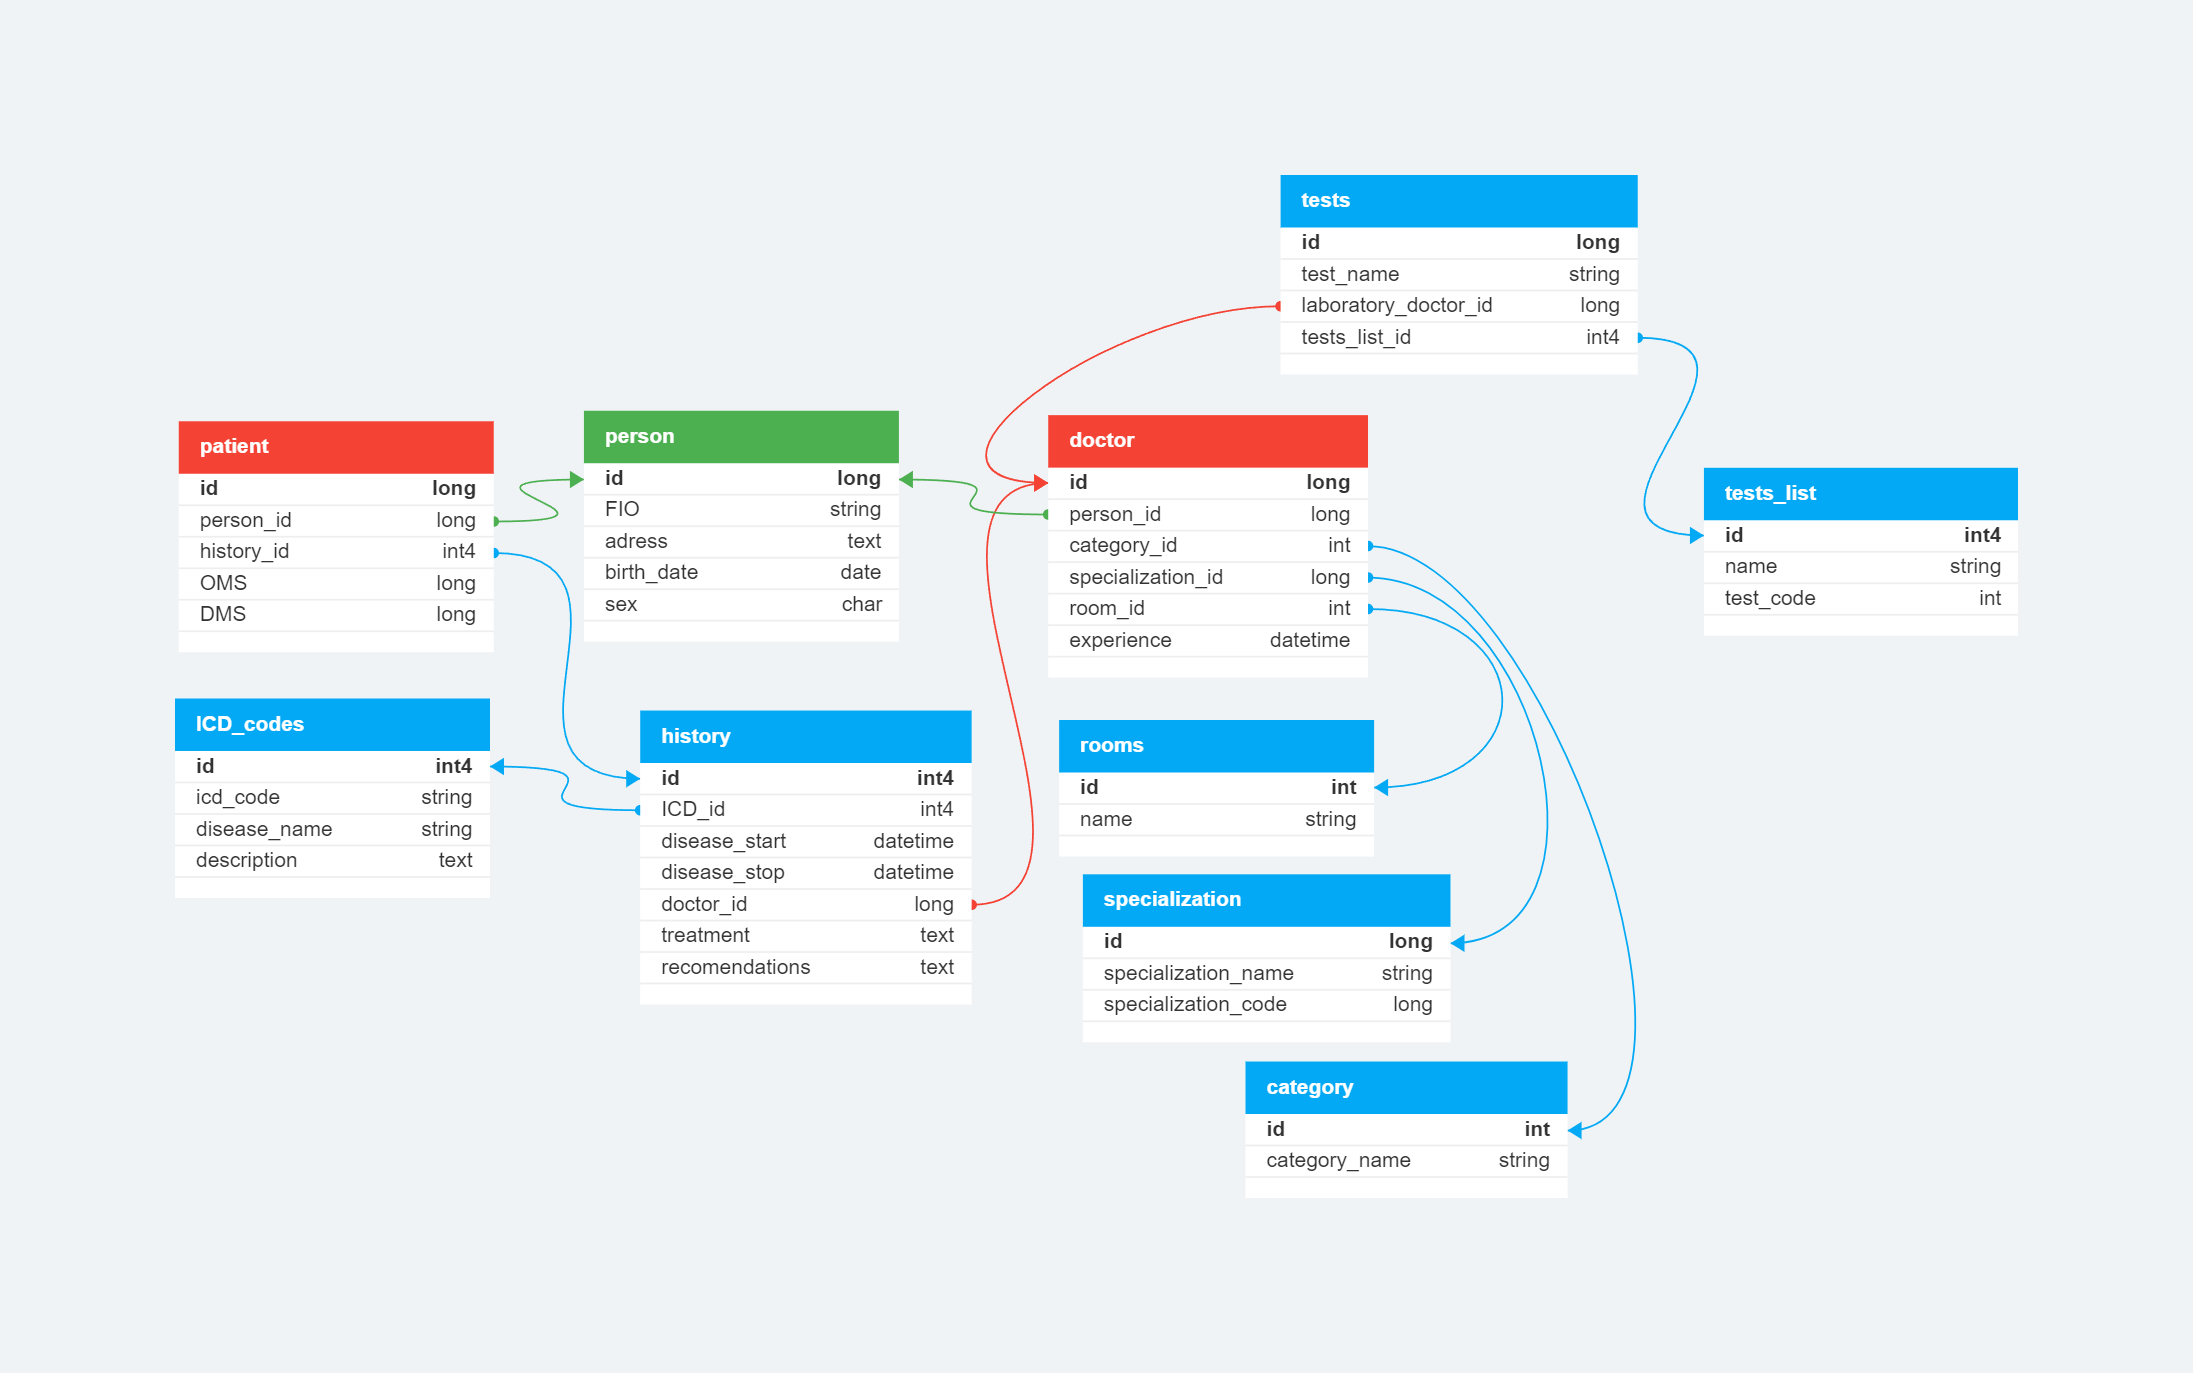 tests
id long
test_name string
laboratory_doctor_id long
tests_list_id int4
patient
id long
person_id long
history_id int4
OMS long
DMS long
person
id long
FIO string
adress text
birth_date date
sex char
doctor
id long
person_id long
category_id int
specialization_id long
room_id int
experience datetime
tests_list
id int4
name string
test_code int
ICD_codes
id int4
icd_code string
disease_name string
description text
history
id int4
ICD_id int4
disease_start datetime
disease_stop datetime
doctor_id long
treatment text
recomendations text
rooms
id int
name string
specialization
id long
specialization_name string
specialization_code long
category
id int
category_name string